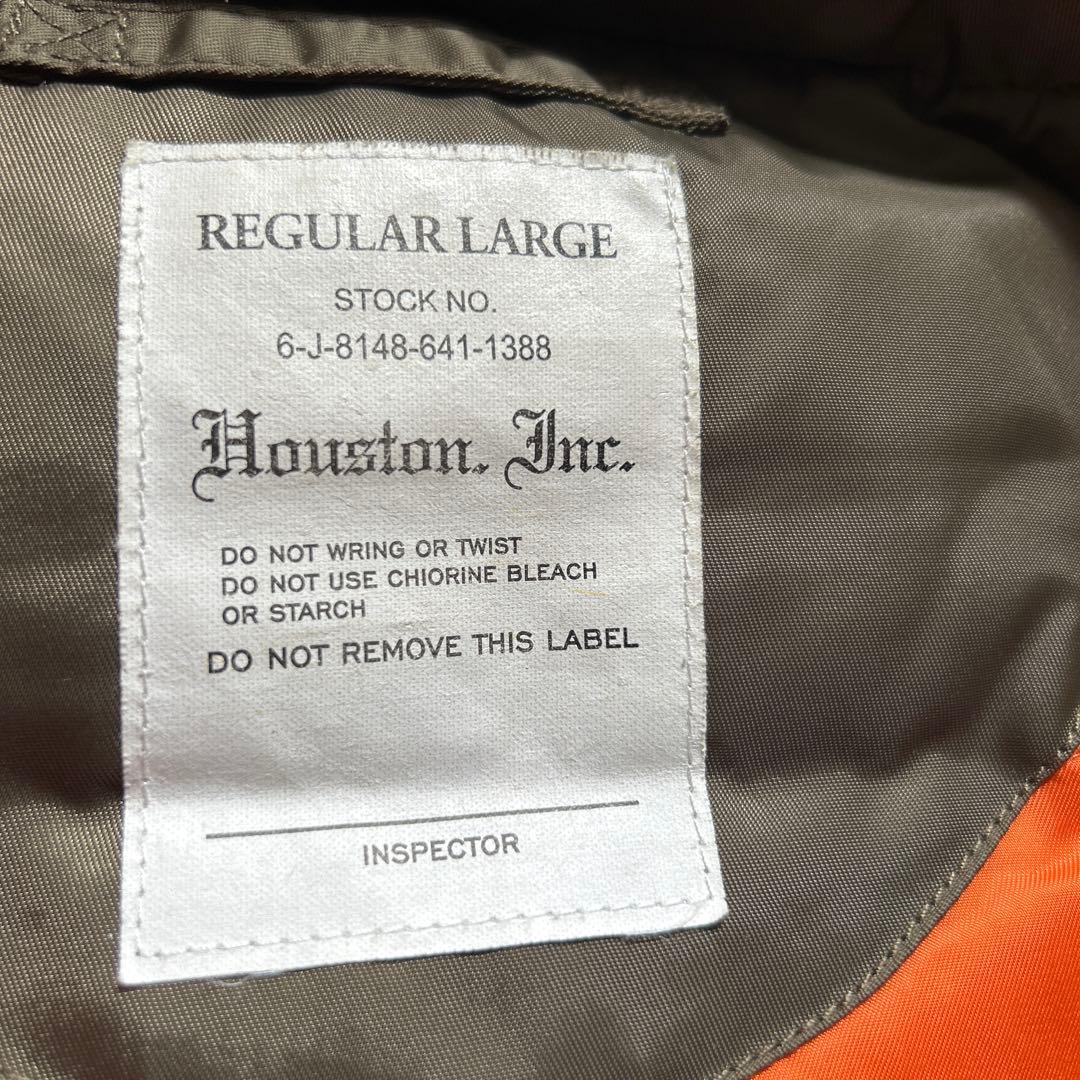 REGULAR LARGE
STOCK NO.
6-J-8148-641-1388
Houston. Inc.
DO NOT WRING OR TWIST
DO NOT USE CHIORINE BLEACH
OR STARCH
DO NOT REMOVE THIS LABEL
INSPECTOR